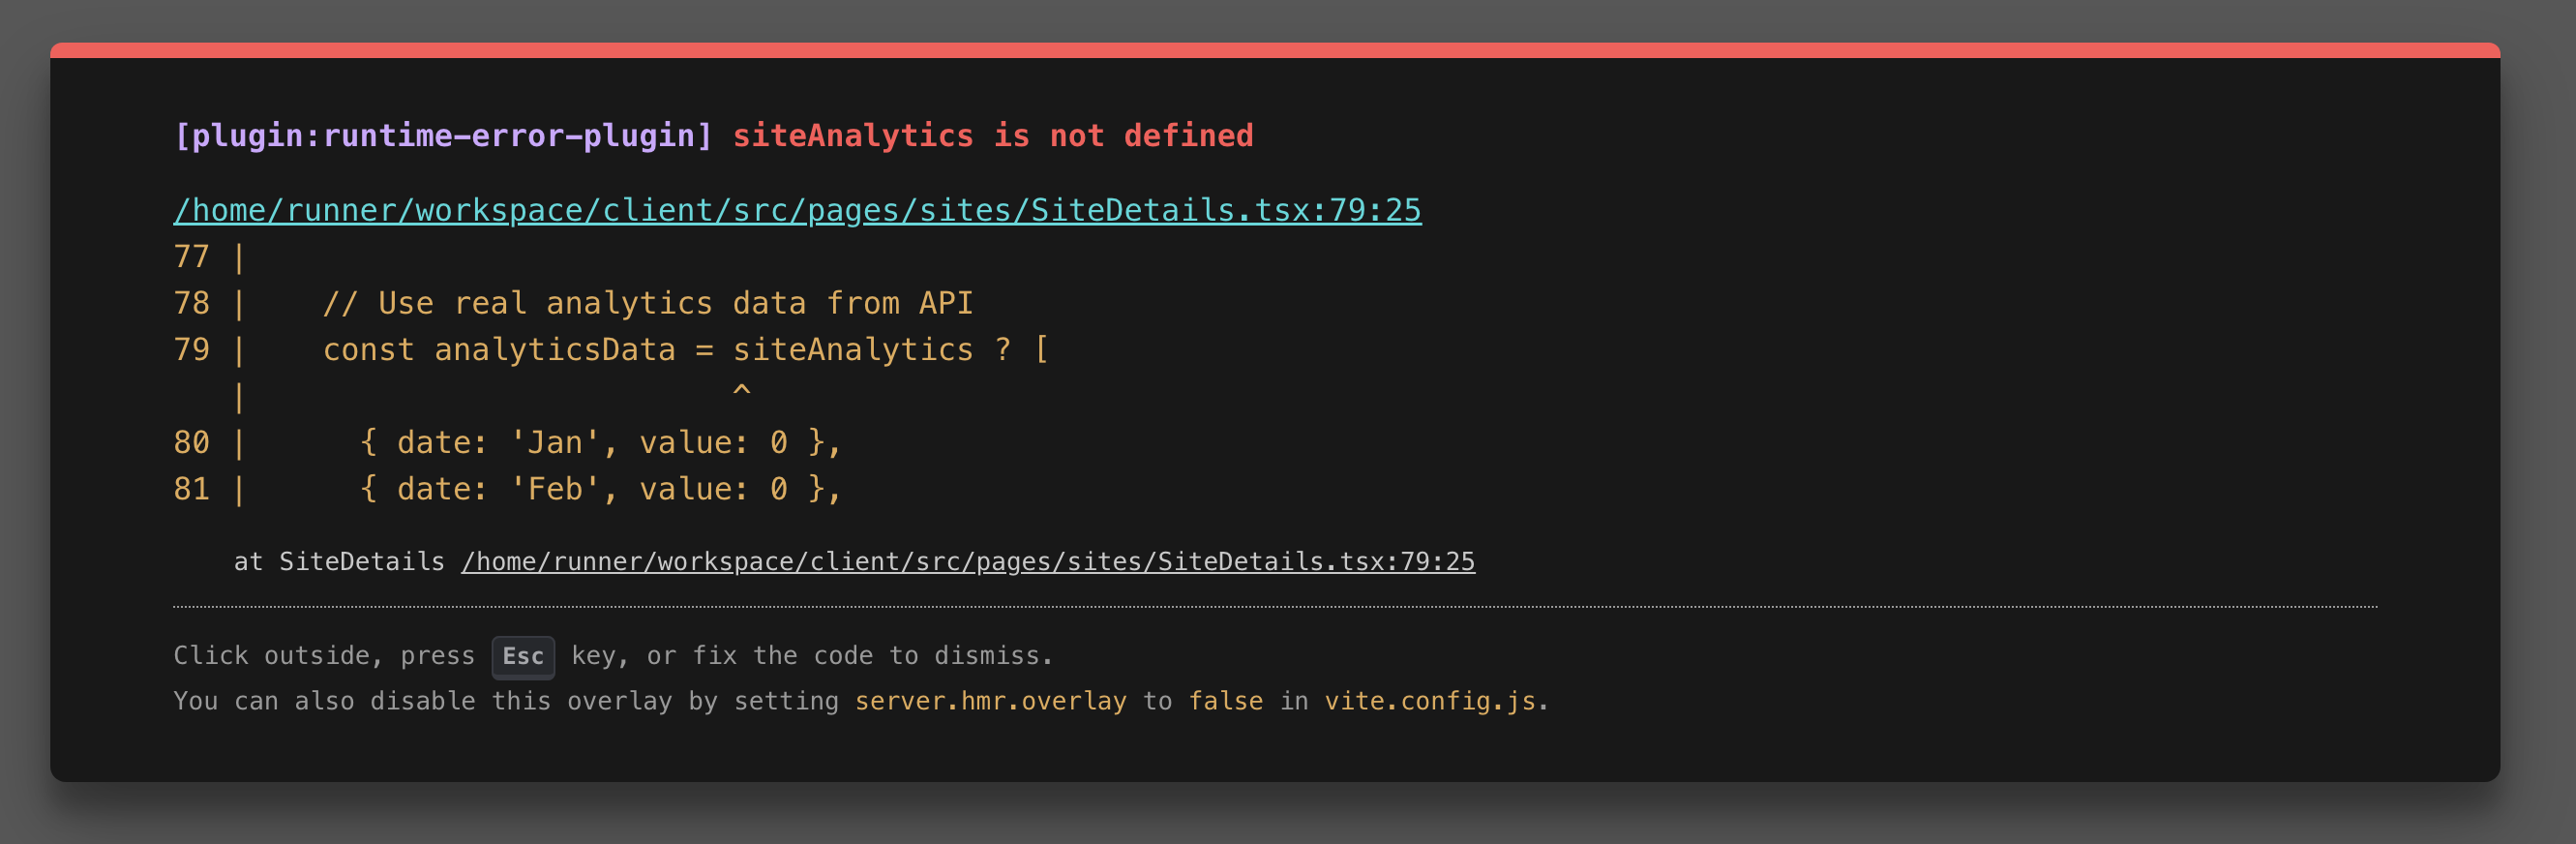 [plugin:runtime-error-plugin] siteAnalytics is not defined
/home/runner/workspace/client/src/pages/sites/SiteDetails.tsx:79:25
77 |
78 |    // Use real analytics data from API
79 |    const analyticsData = siteAnalytics ? [
   |                          ^
80 |      { date: 'Jan', value: 0 },
81 |      { date: 'Feb', value: 0 },
at SiteDetails /home/runner/workspace/client/src/pages/sites/SiteDetails.tsx:79:25
Click outside, press Esc key, or fix the code to dismiss.
You can also disable this overlay by setting server.hmr.overlay to false in vite.config.js.